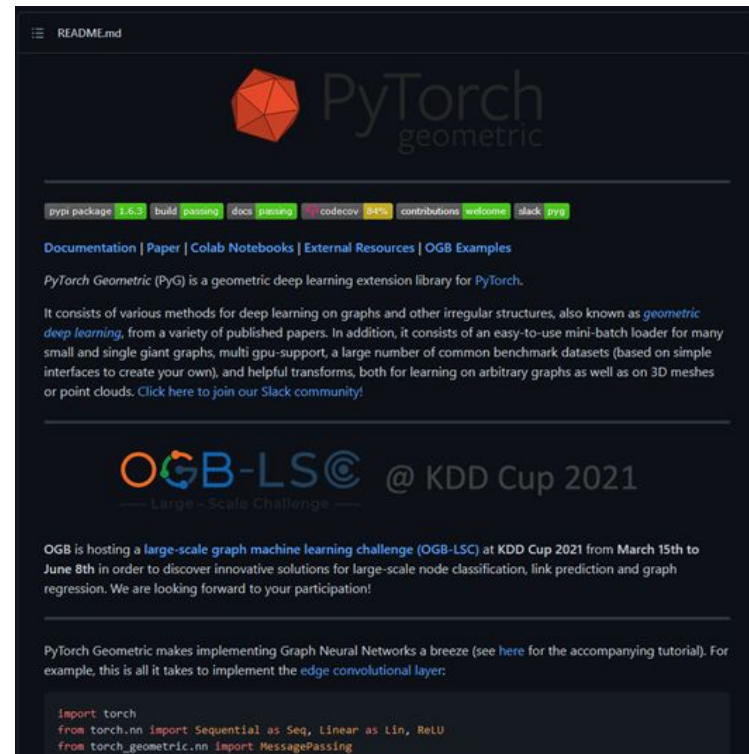 README.md
PyTorch
geometric
pypi package 1.6.3 build passing docs passing codecov 84% contributions welcome slack pyg
Documentation | Paper | Colab Notebooks | External Resources | OGB Examples
PyTorch Geometric (PyG) is a geometric deep learning extension library for PyTorch.
It consists of various methods for deep learning on graphs and other irregular structures, also known as geometric
deep learning, from a variety of published papers. In addition, it consists of an easy-to-use mini-batch loader for many
small and single giant graphs, multi gpu-support, a large number of common benchmark datasets (based on simple
interfaces to create your own), and helpful transforms, both for learning on arbitrary graphs as well as on 3D meshes
or point clouds. Click here to join our Slack community!
OGB-LSC @ KDD Cup 2021
Large-Scale Challenge
OGB is hosting a large-scale graph machine learning challenge (OGB-LSC) at KDD Cup 2021 from March 15th to
June 8th in order to discover innovative solutions for large-scale node classification, link prediction and graph
regression. We are looking forward to your participation!
PyTorch Geometric makes implementing Graph Neural Networks a breeze (see here for the accompanying tutorial). For
example, this is all it takes to implement the edge convolutional layer:
import torch
from torch.nn import Sequential as Seq, Linear as Lin, ReLU
from torch_geometric.nn import MessagePassing